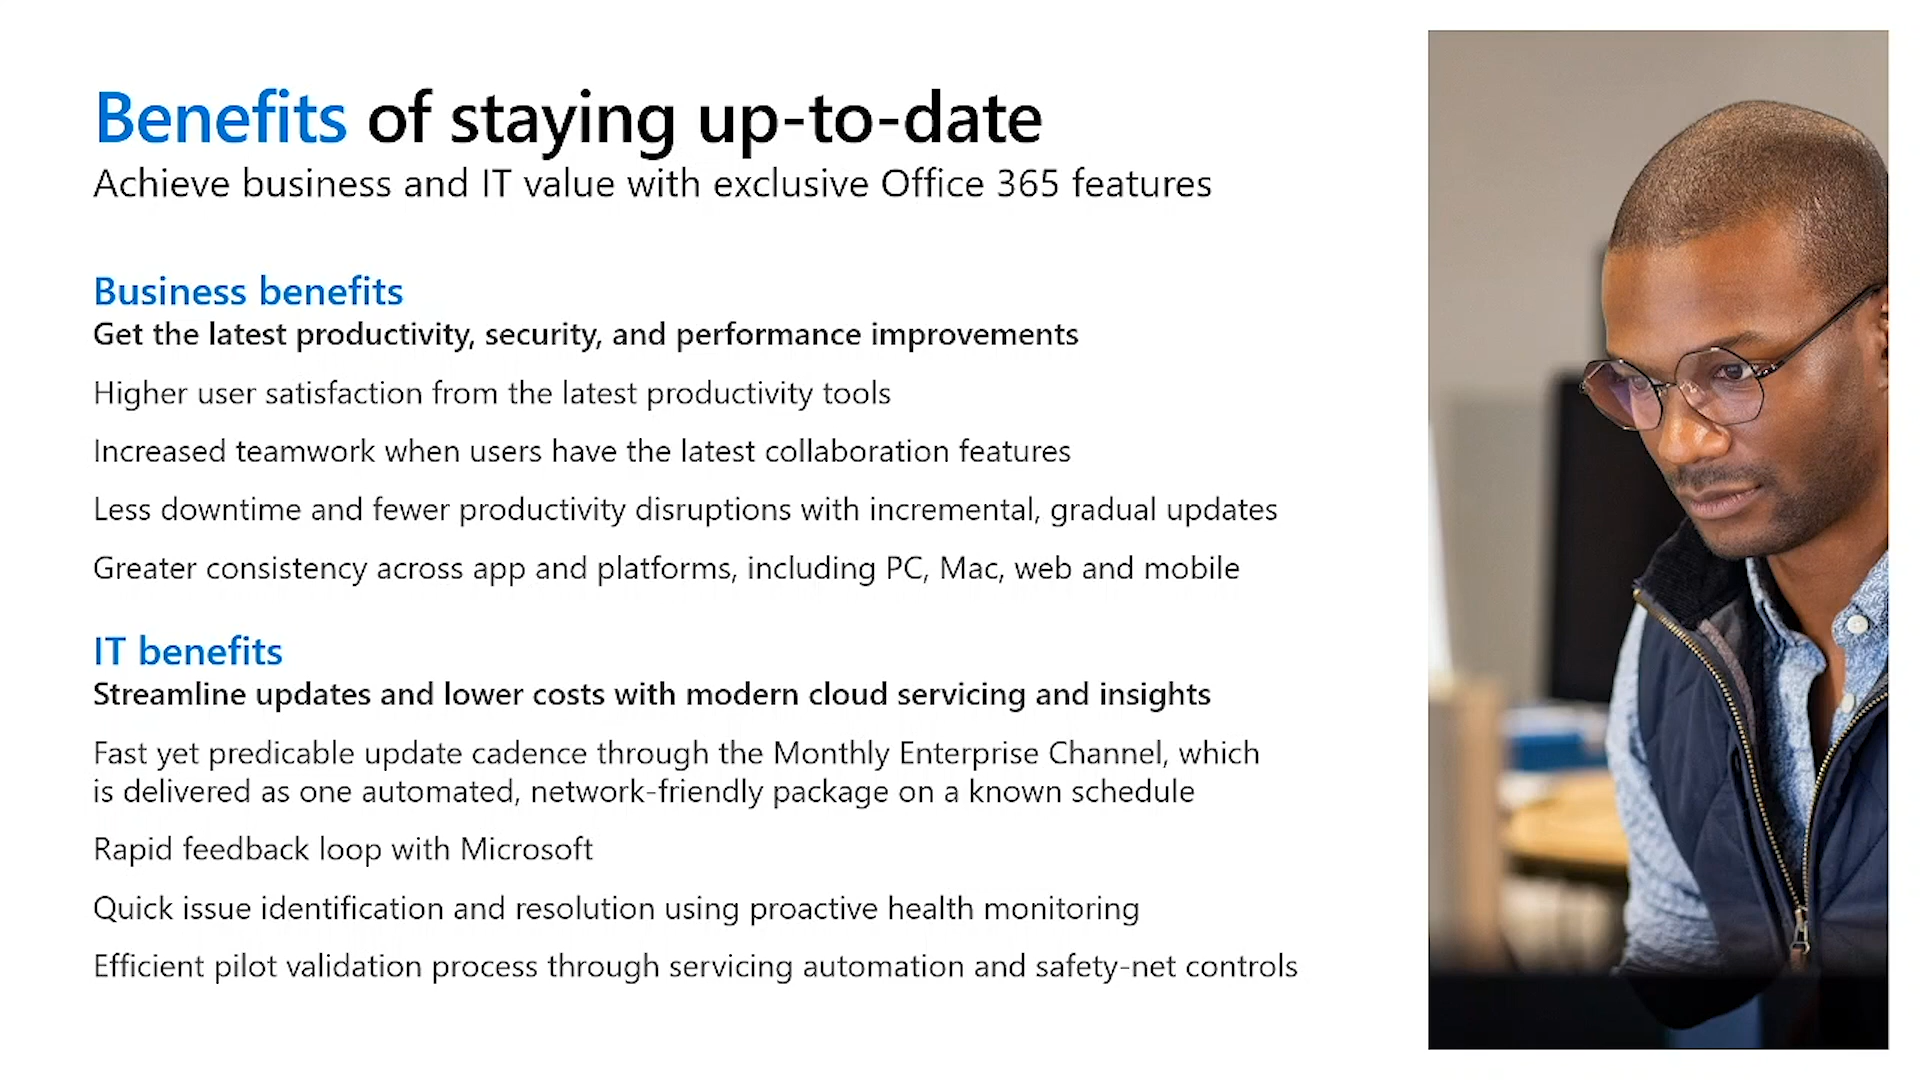 Benefits of staying up-to-date
Achieve business and IT value with exclusive Office 365 features
Business benefits
Get the latest productivity, security, and performance improvements
Higher user satisfaction from the latest productivity tools
Increased teamwork when users have the latest collaboration features
Less downtime and fewer productivity disruptions with incremental, gradual updates
Greater consistency across app and platforms, including PC, Mac, web and mobile
IT benefits
Streamline updates and lower costs with modern cloud servicing and insights
Fast yet predicable update cadence through the Monthly Enterprise Channel, which
is delivered as one automated, network-friendly package on a known schedule
Rapid feedback loop with Microsoft
Quick issue identification and resolution using proactive health monitoring
Efficient pilot validation process through servicing automation and safety-net controls